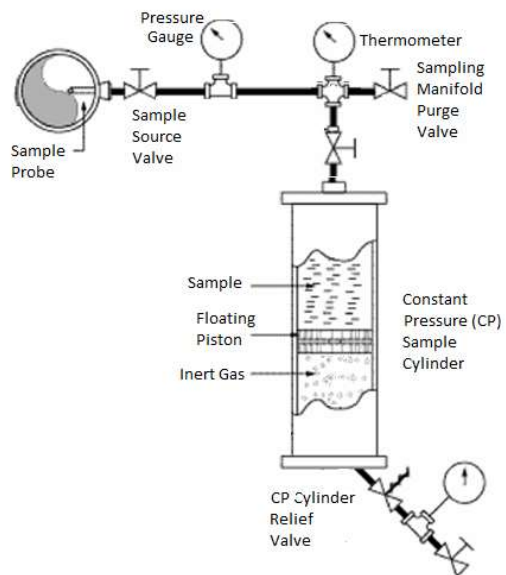 Pressure
Gauge
Thermometer
Sampling
Manifold
Purge
Valve
Sample
Source
Valve
Sample
Probe
Sample
Floating
Piston
Inert Gas
Constant
Pressure (CP)
Sample
Cylinder
CP Cylinder
Relief
Valve